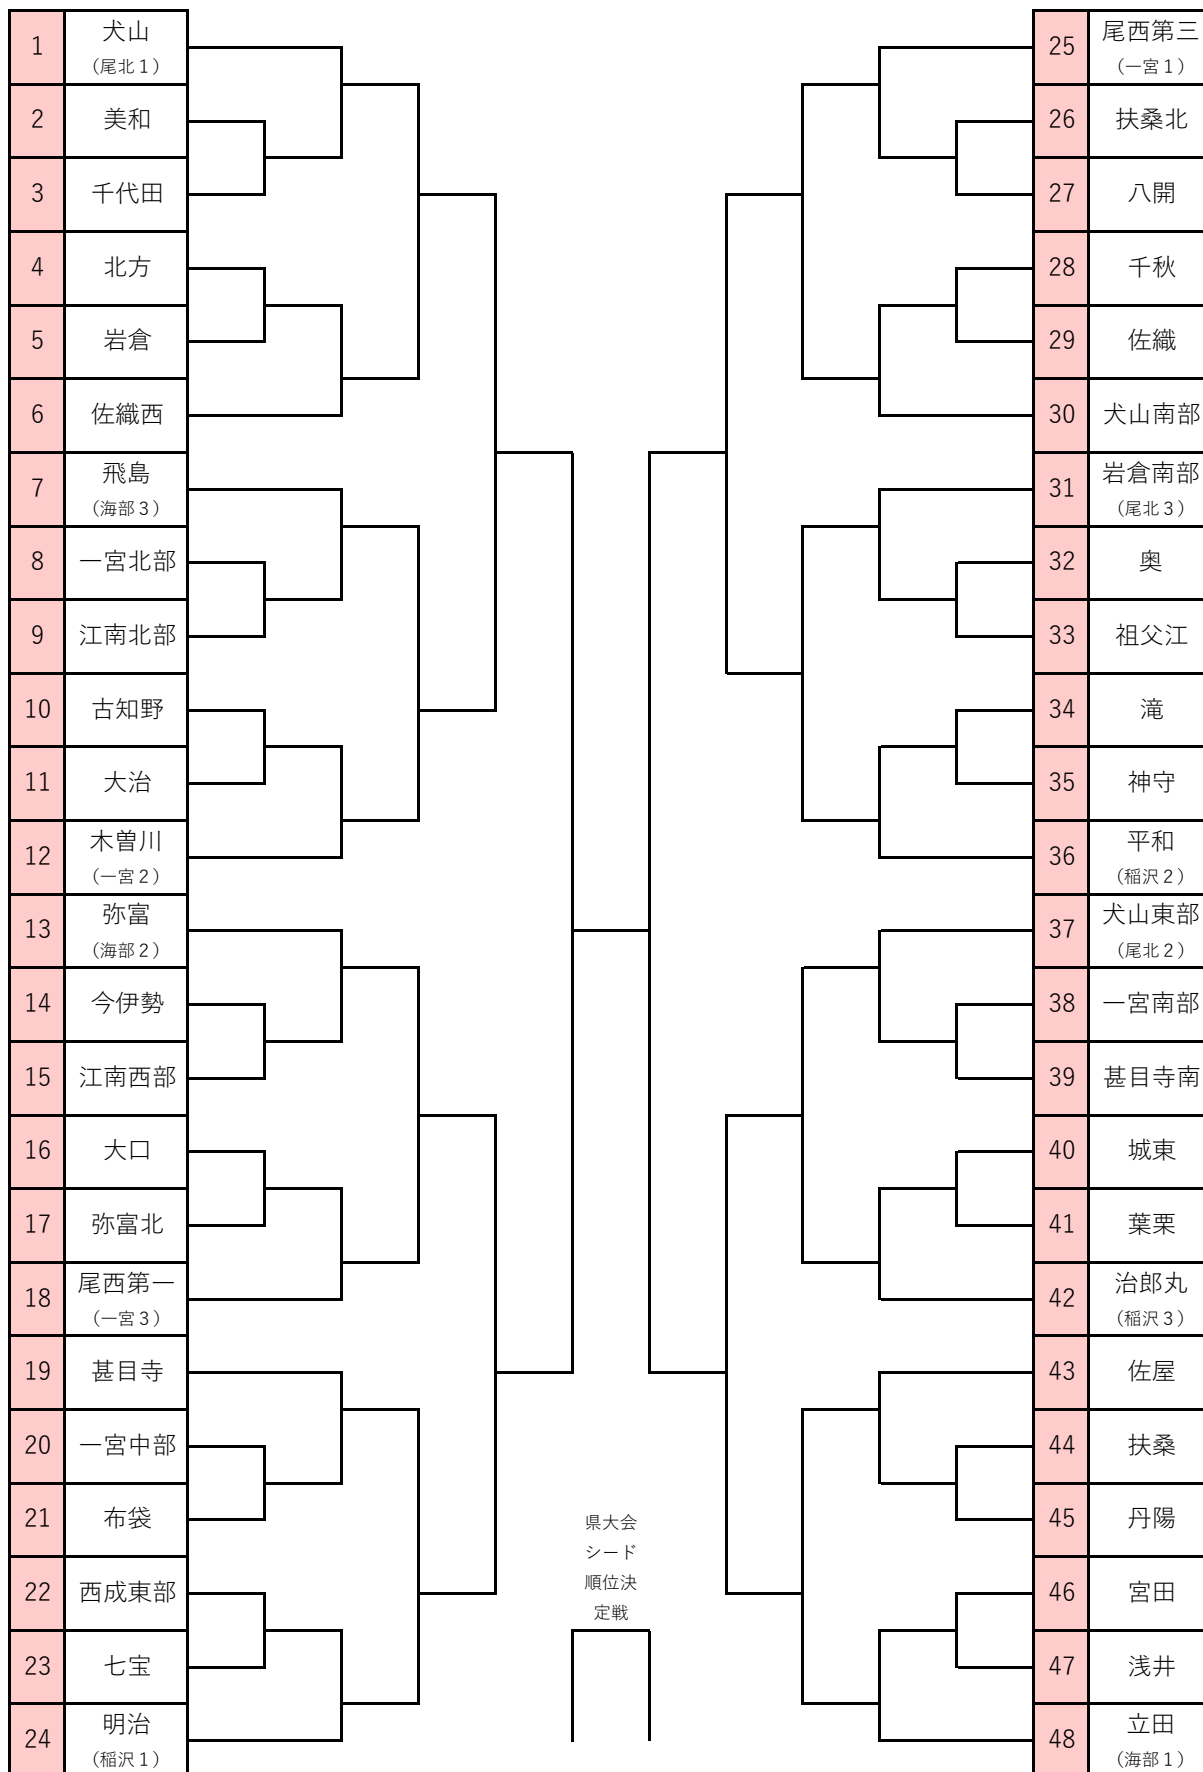 1 犬山
（尾北１）
2 美和
3 千代田
4 北方
5 岩倉
6 佐織西
7 飛島
（海部３）
8 一宮北部
9 江南北部
10 古知野
11 大治
12 木曽川
（一宮２）
13 弥富
（海部２）
14 今伊勢
15 江南西部
16 大口
17 弥富北
18 尾西第一
（一宮３）
19 甚目寺
20 一宮中部
21 布袋
22 西成東部
23 七宝
24 明治
（稲沢１）
県大会
シード
順位決
定戦
25 尾西第三
（一宮１）
26 扶桑北
27 八開
28 千秋
29 佐織
30 犬山南部
31 岩倉南部
（尾北３）
32 奥
33 祖父江
34 滝
35 神守
36 平和
（稲沢２）
37 犬山東部
（尾北２）
38 一宮南部
39 甚目寺南
40 城東
41 葉栗
42 治郎丸
（稲沢３）
43 佐屋
44 扶桑
45 丹陽
46 宮田
47 浅井
48 立田
（海部１）